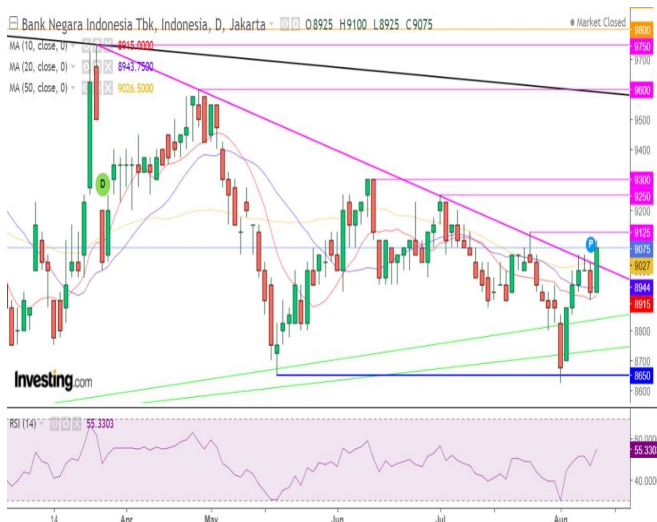 Bank Negara Indonesia Tbk, Indonesia, D, Jakarta O8925 H9100 L8925 C9075
Market Closed
MA (10, close, 0) 8915.0000
MA (20, close, 0) 8943.7500
MA (50, close, 0) 9026.5000
9800
9750
9700
9600
9500
9400
9300
9250
9200
9125
9075
9027
8944
8915
8800
8700
8650
8600
D
P
Investing.com
RSI (14) 55.3303
60.0000
55.330
40.0000
14
Apr
May
Jun
Jul
Aug